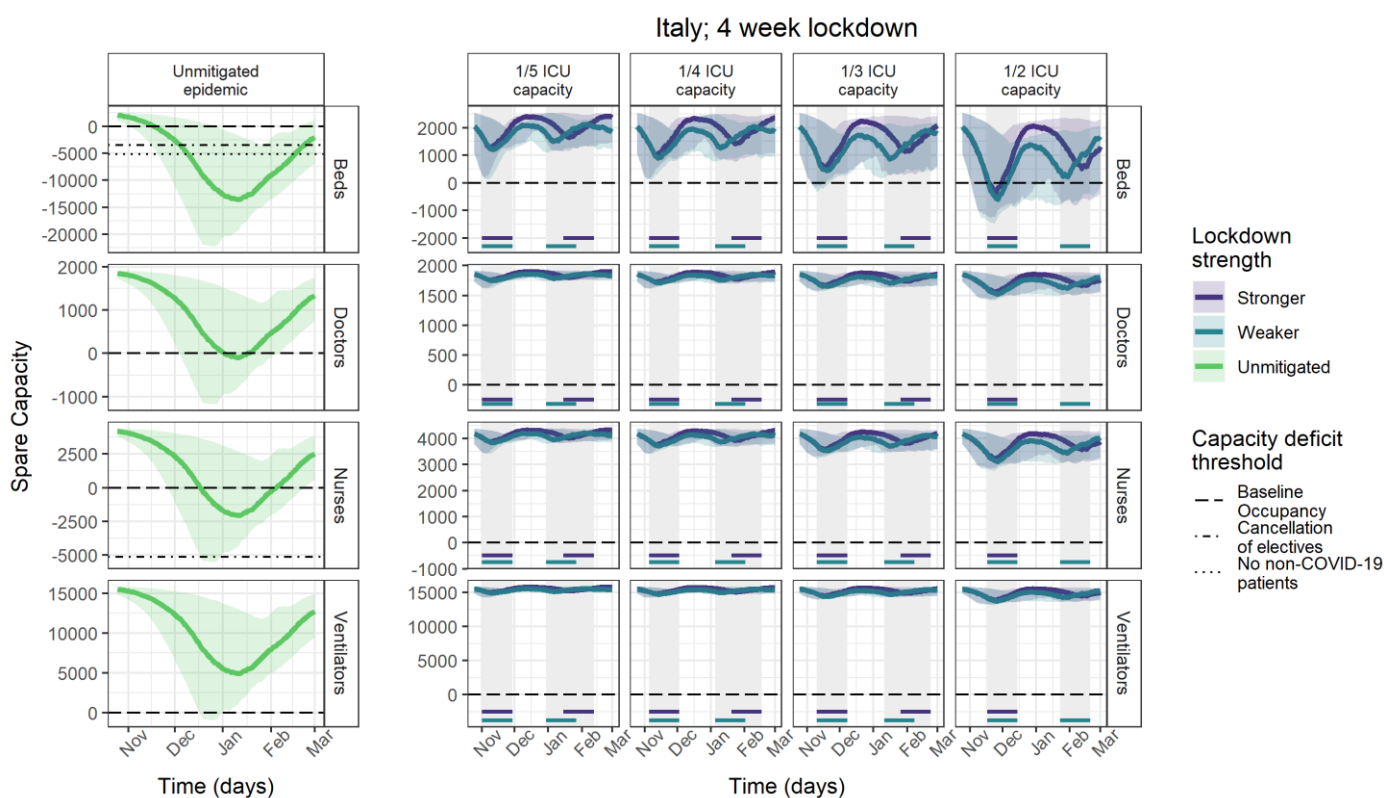 Italy; 4 week lockdown
Unmitigated
epidemic
1/5 ICU
capacity
1/4 ICU
capacity
1/3 ICU
capacity
1/2 ICU
capacity
Spare Capacity
0
-5000
-10000
-15000
-20000
Beds
2000
1000
0
-1000
-2000
Beds
2000
1000
0
-1000
Doctors
2000
1500
1000
500
0
Doctors
2500
0
-2500
-5000
Nurses
4000
3000
2000
1000
0
-1000
Nurses
15000
10000
5000
0
Ventilators
15000
10000
5000
0
Ventilators
Nov Dec Jan Feb Mar
Nov Dec Jan Feb Mar
Nov Dec Jan Feb Mar
Nov Dec Jan Feb Mar
Nov Dec Jan Feb Mar
Time (days)
Time (days)
Lockdown
strength
Stronger
Weaker
Unmitigated
Capacity deficit
threshold
Baseline
Occupancy
Cancellation
of electives
No non-COVID-19
patients